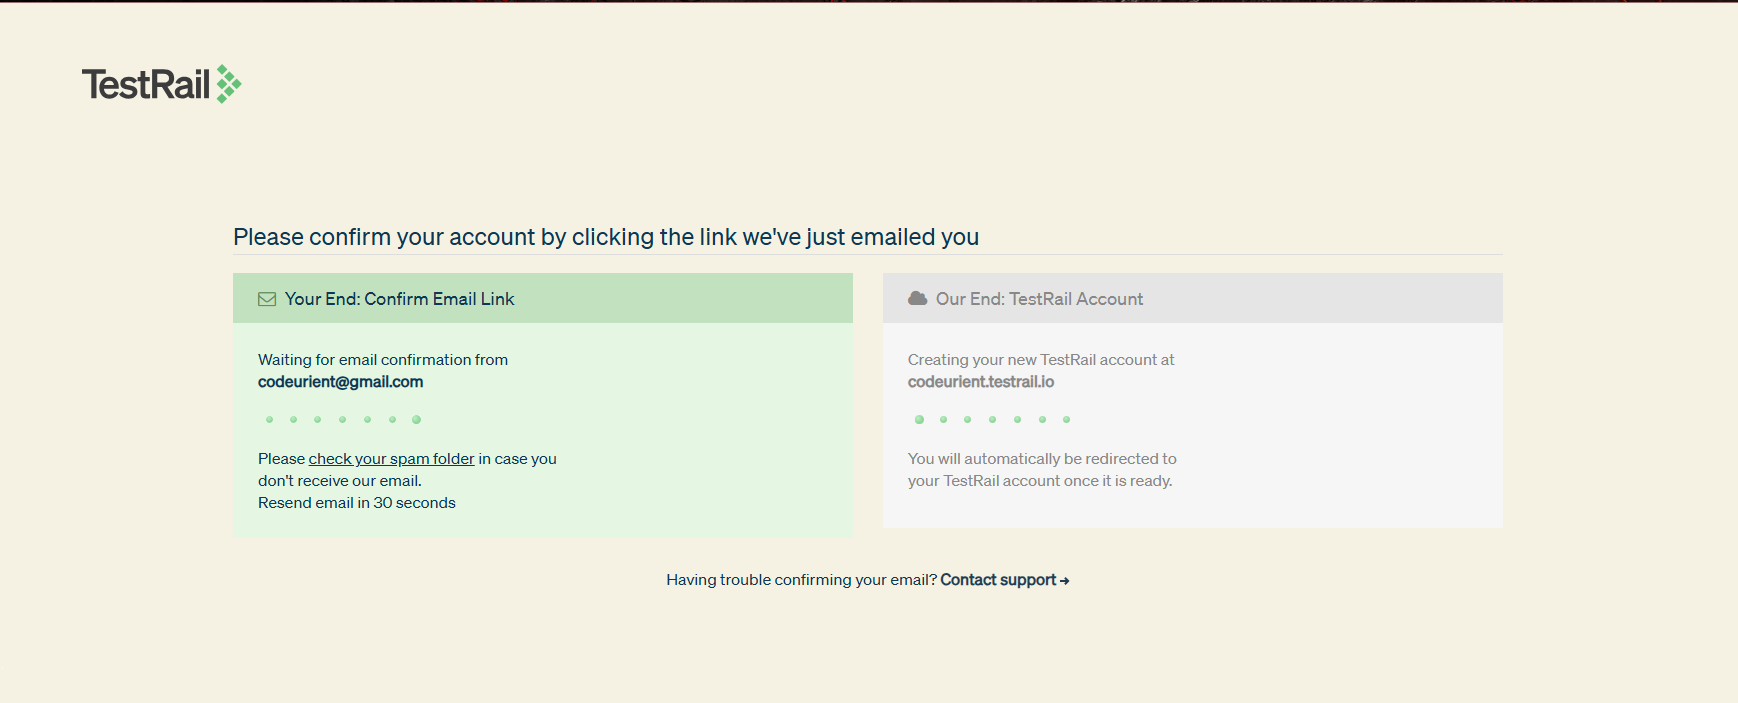 TestRail
Please confirm your account by clicking the link we've just emailed you
Your End: Confirm Email Link
Waiting for email confirmation from
codeurient@gmail.com
Please check your spam folder in case you
don't receive our email.
Resend email in 30 seconds
Our End: TestRail Account
Creating your new TestRail account at
codeurient.testrail.io
You will automatically be redirected to
your TestRail account once it is ready.
Having trouble confirming your email? Contact support →